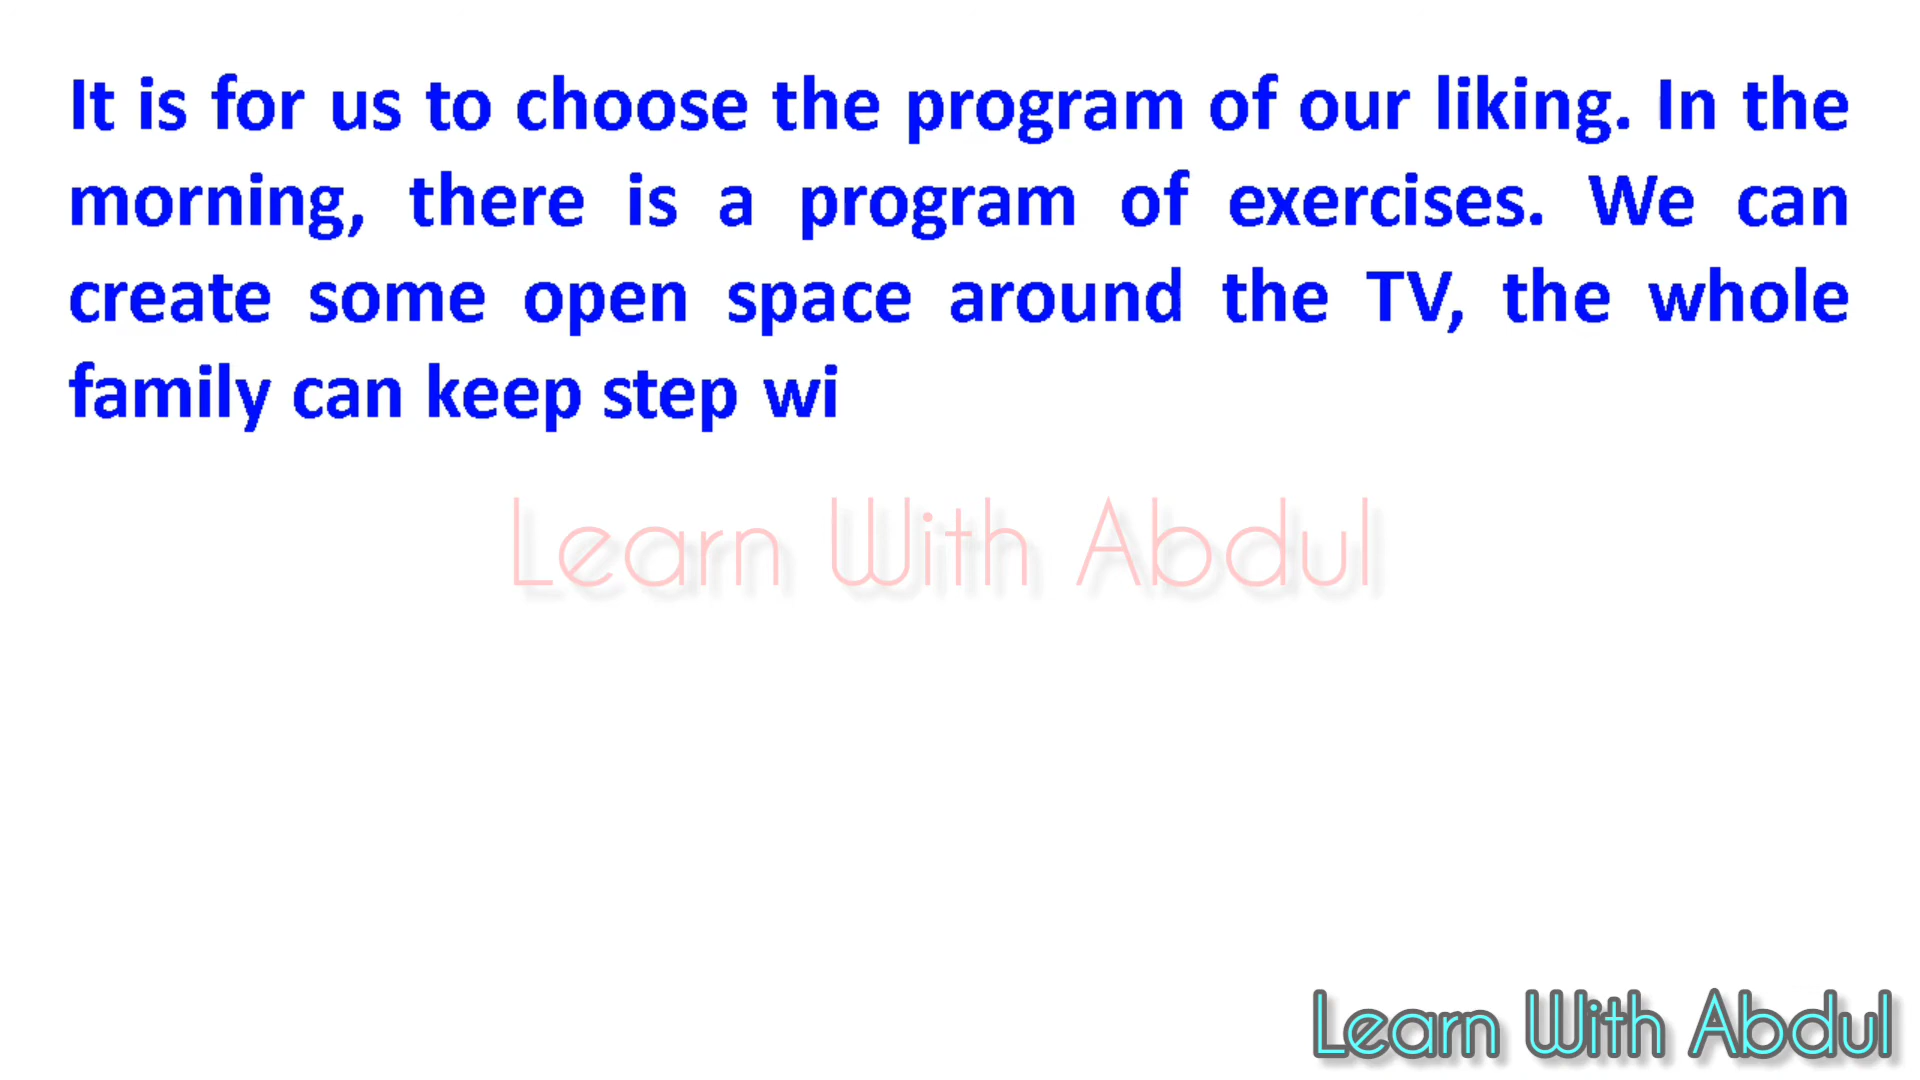 It is for us to choose the program of our liking. In the
morning, there is a program of exercises. We can
create some open space around the TV, the whole
family can keep step wi
Learn With Abdul
Learn With Abdul